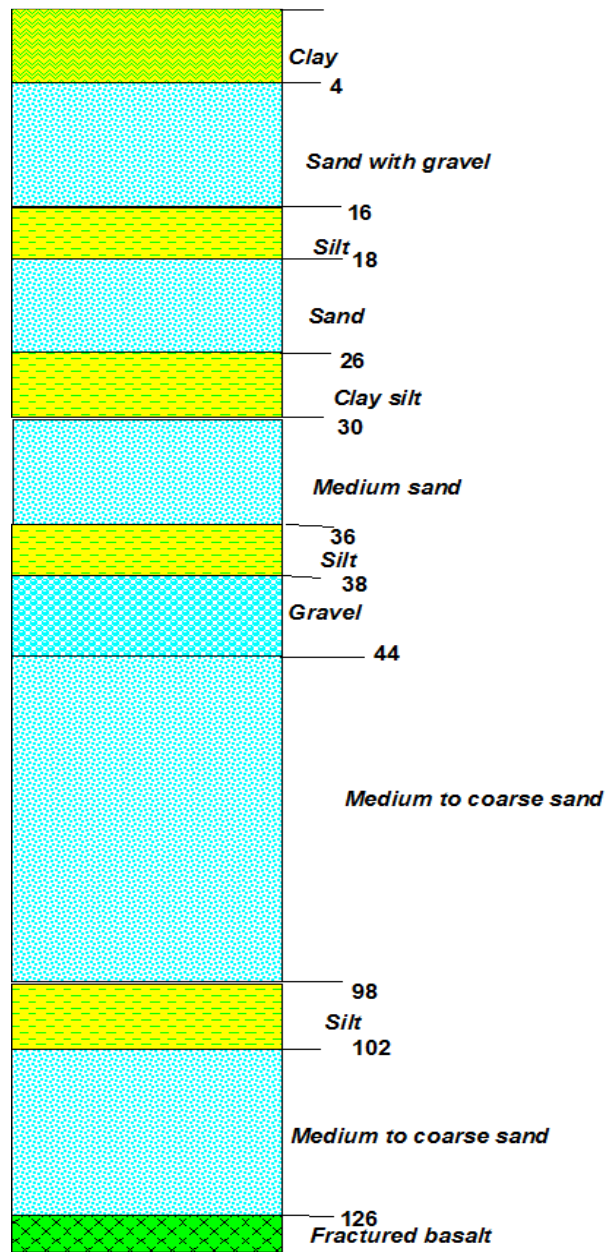 Clay
4
Sand with gravel
16
Silt
18
Sand
26
Clay silt
30
Medium sand
36
Silt
38
Gravel
44
Medium to coarse sand
98
Silt
102
Medium to coarse sand
126
Fractured basalt